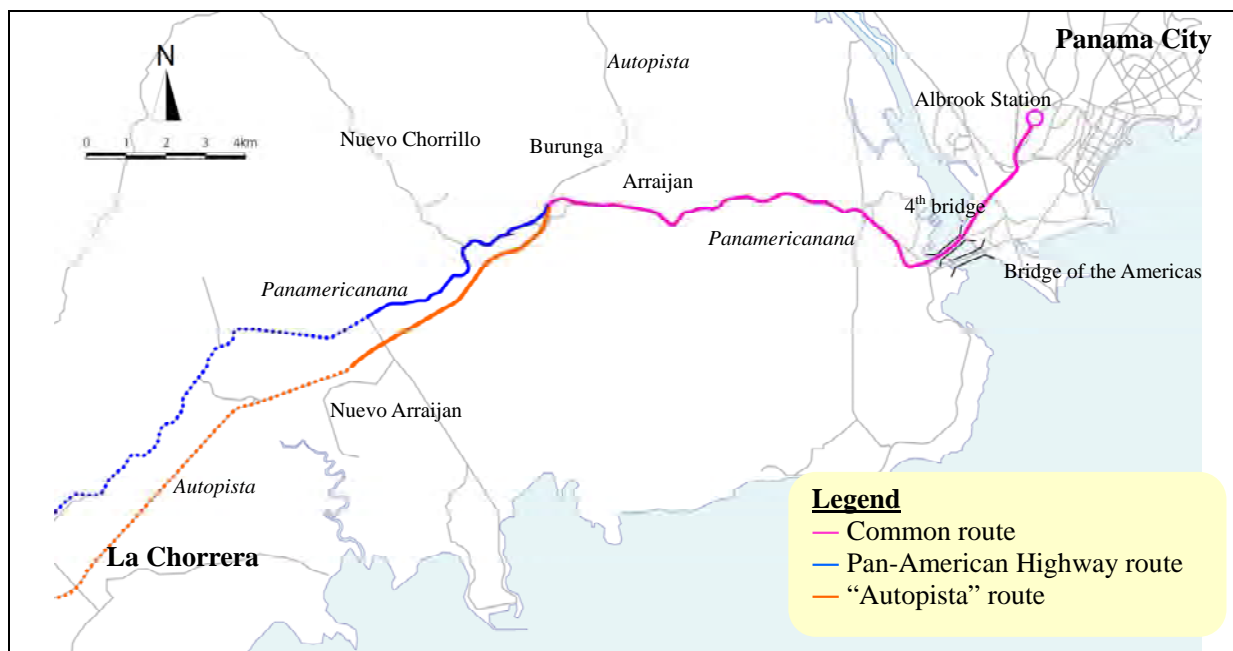 Panama City
Autopista
N
Albrook Station
0 1 2 3 4km
Nuevo Chorrillo
Burunga
Arraijan
4th bridge
Panamericanana
Bridge of the Americas
Panamericanana
Nuevo Arraijan
Autopista
La Chorrera
Legend
Common route
Pan-American Highway route
“Autopista” route